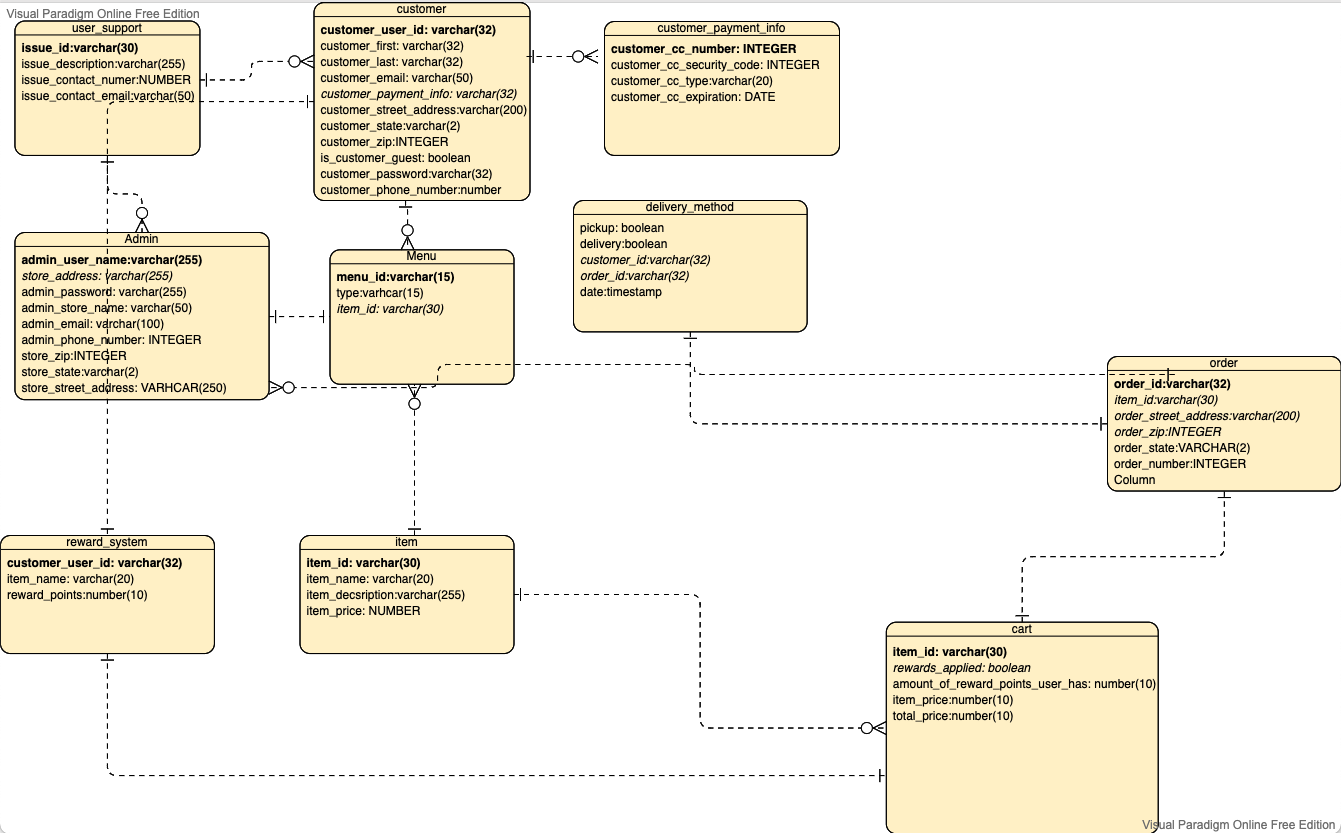 Visual Paradigm Online Free Edition
user_support
issue_id:varchar(30)
issue_description:varchar(255)
issue_contact_numer:NUMBER
issue_contact_email:varchar(50)
customer
customer_user_id: varchar(32)
customer_first: varchar(32)
customer_last: varchar(32)
customer_email: varchar(50)
customer_payment_info: varchar(32)
customer_street_address:varchar(200)
customer_state:varchar(2)
customer_zip:INTEGER
is_customer_guest: boolean
customer_password:varchar(32)
customer_phone_number:number
customer_payment_info
customer_cc_number: INTEGER
customer_cc_security_code: INTEGER
customer_cc_type:varchar(20)
customer_cc_expiration: DATE
delivery_method
pickup: boolean
delivery:boolean
customer_id:varchar(32)
order_id:varchar(32)
date:timestamp
Admin
admin_user_name:varchar(255)
store_address: varchar(255)
admin_password: varchar(255)
admin_store_name: varchar(50)
admin_email: varchar(100)
admin_phone_number: INTEGER
store_zip:INTEGER
store_state:varchar(2)
store_street_address: VARHCAR(250)
Menu
menu_id:varchar(15)
type:varhcar(15)
item_id: varchar(30)
order
order_id:varchar(32)
item_id:varchar(30)
order_street_address:varchar(200)
order_zip:INTEGER
order_state:VARCHAR(2)
order_number:INTEGER
Column
reward_system
customer_user_id: varchar(32)
item_name: varchar(20)
reward_points:number(10)
item
item_id: varchar(30)
item_name: varchar(20)
item_decsription:varchar(255)
item_price: NUMBER
cart
item_id: varchar(30)
rewards_applied: boolean
amount_of_reward_points_user_has: number(10)
item_price:number(10)
total_price:number(10)
Visual Paradigm Online Free Edition